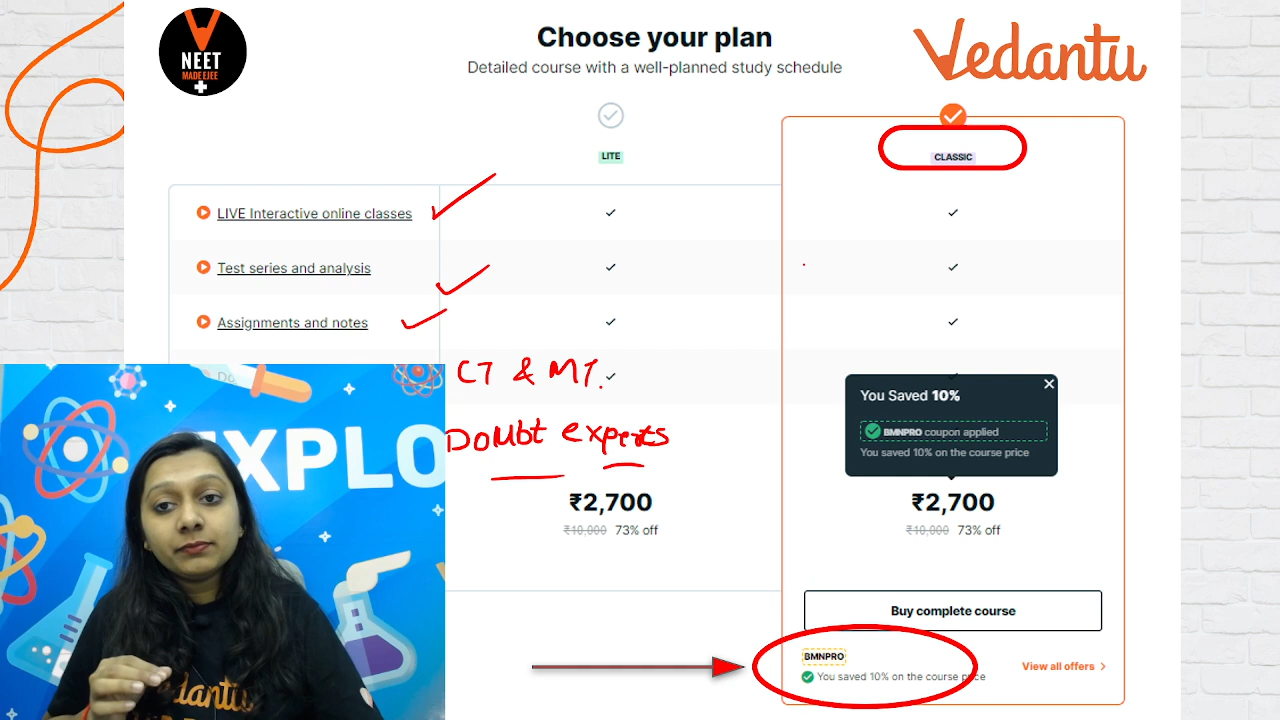 NEET
MADE EJEE
Choose your plan
Detailed course with a well-planned study schedule
Vedantu
LITE
CLASSIC
LIVE Interactive online classes
Test series and analysis
Assignments and notes
CT & MT.
Doubt experts
EXPLO
You Saved 10%
BMNPRO coupon applied
You saved 10% on the course price
₹2,700
₹10,000 73% off
₹2,700
₹10,000 73% off
Buy complete course
BMNPRO
You saved 10% on the course price
View all offers
Vedantu